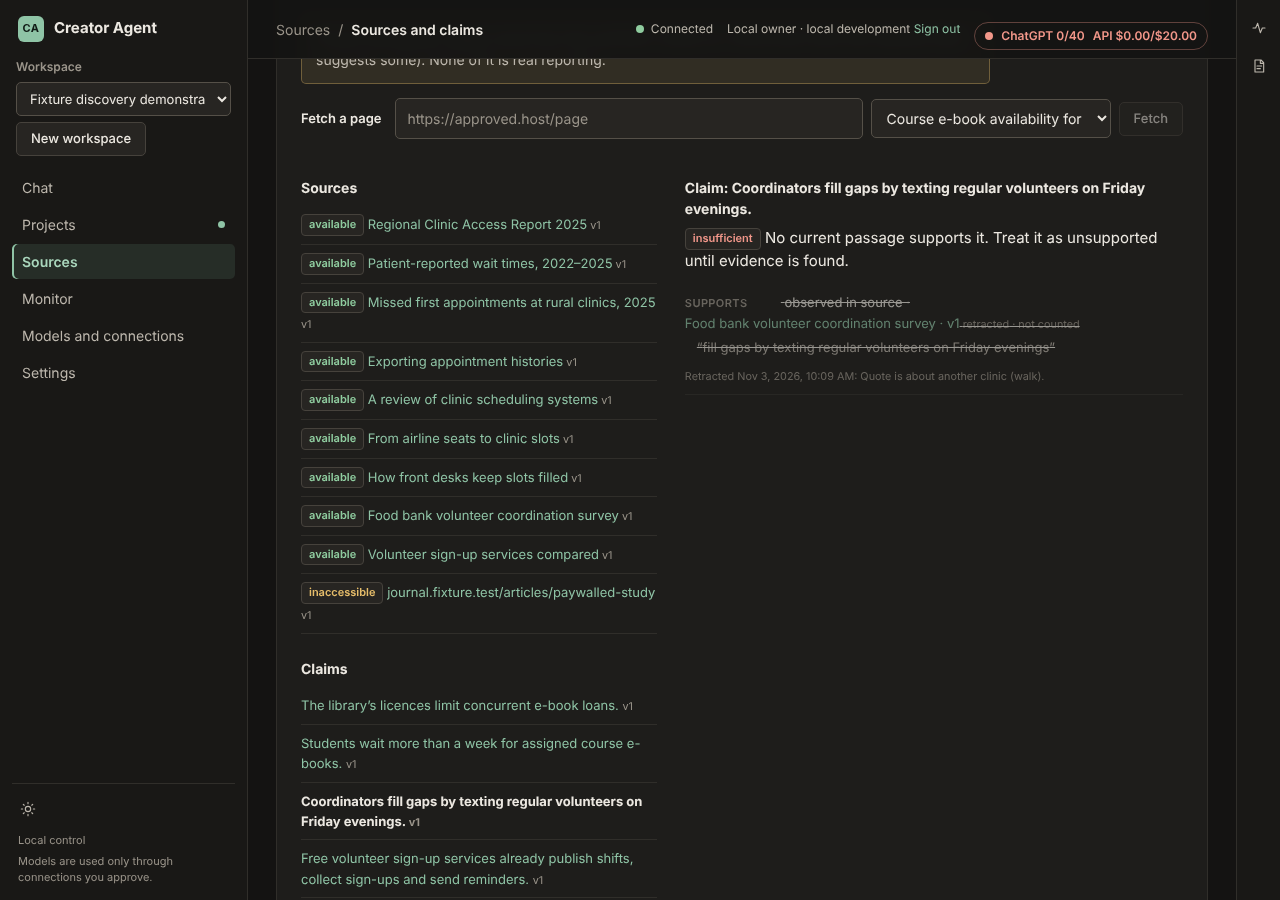 CA Creator Agent
Workspace
Fixture discovery demonstra
New workspace
Chat
Projects
Sources
Monitor
Models and connections
Settings
Local control
Models are used only through
connections you approve.
Sources / Sources and claims
Connected Local owner · local development Sign out
ChatGPT 0/40 API $0.00/$20.00
suggests some). None of it is real reporting.
Fetch a page https://approved.host/page Course e-book availability for Fetch
Sources
available Regional Clinic Access Report 2025 v1
available Patient-reported wait times, 2022–2025 v1
available Missed first appointments at rural clinics, 2025
v1
available Exporting appointment histories v1
available A review of clinic scheduling systems v1
available From airline seats to clinic slots v1
available How front desks keep slots filled v1
available Food bank volunteer coordination survey v1
available Volunteer sign-up services compared v1
inaccessible journal.fixture.test/articles/paywalled-study
v1
Claims
The library’s licences limit concurrent e-book loans. v1
Students wait more than a week for assigned course e-
books. v1
Coordinators fill gaps by texting regular volunteers on
Friday evenings. v1
Free volunteer sign-up services already publish shifts,
collect sign-ups and send reminders. v1
Claim: Coordinators fill gaps by texting regular volunteers on Friday
evenings.
insufficient No current passage supports it. Treat it as unsupported
until evidence is found.
SUPPORTS observed in source
Food bank volunteer coordination survey · v1 retracted · not counted
“fill gaps by texting regular volunteers on Friday evenings”
Retracted Nov 3, 2026, 10:09 AM: Quote is about another clinic (walk).